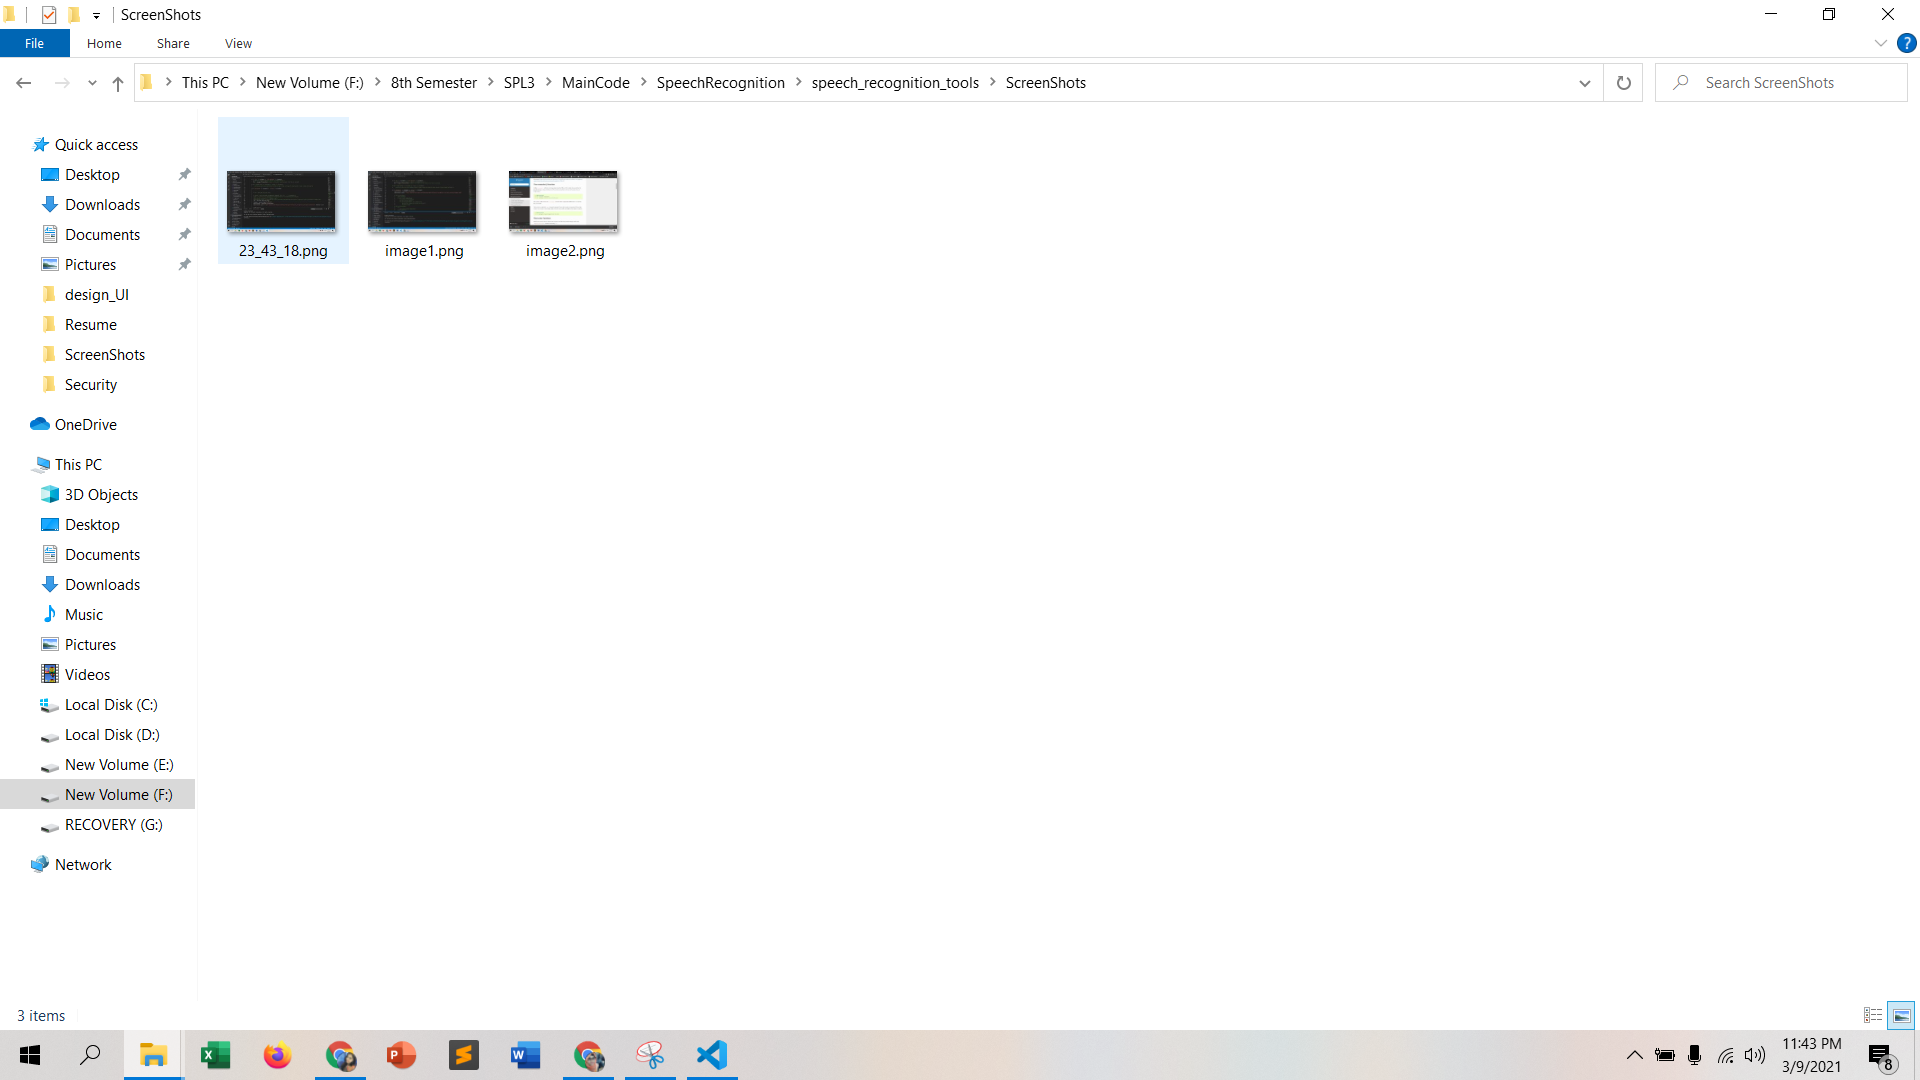 ScreenShots
File Home Share View
This PC New Volume (F:) 8th Semester SPL3 MainCode SpeechRecognition speech_recognition_tools ScreenShots
Search ScreenShots
Quick access
Desktop
Downloads
Documents
Pictures
design_UI
Resume
ScreenShots
Security
OneDrive
This PC
3D Objects
Desktop
Documents
Downloads
Music
Pictures
Videos
Local Disk (C:)
Local Disk (D:)
New Volume (E:)
New Volume (F:)
RECOVERY (G:)
Network
23_43_18.png image1.png image2.png
3 items
11:43 PM
3/9/2021
8